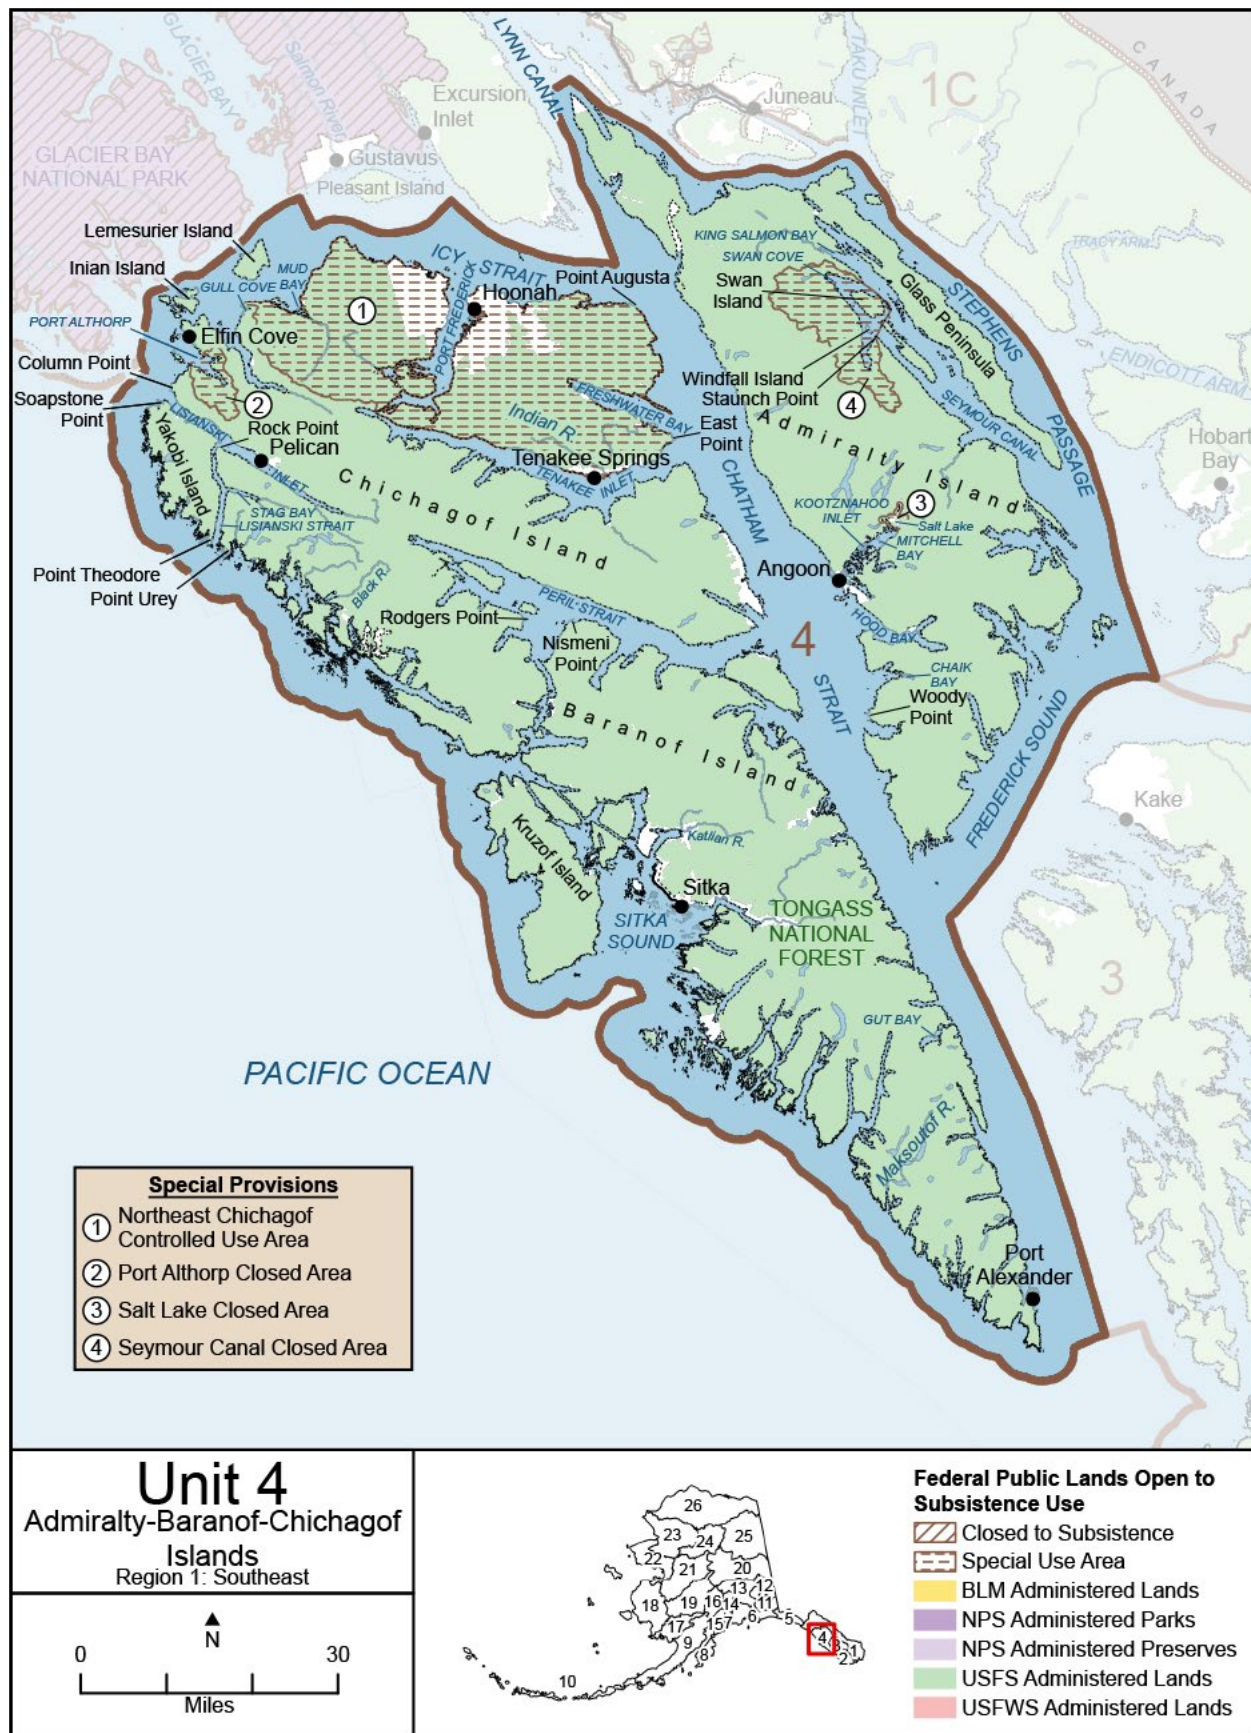 LYNN CANAL
TAKU INLET
1C
CANADA
GLACIER BAY
Salmon River
Excursion
Inlet
Juneau
GLACIER BAY
NATIONAL PARK
Gustavus
Pleasant Island
Lemesurier Island
Inian Island
MUD
BAY
GULL COVE
ICY STRAIT
Point Augusta
KING SALMON BAY
SWAN COVE
Swan
Island
Glass Peninsula
STEPHENS
PASSAGE
TRACY ARM
ENDICOTT ARM
PORT ALTHORP
Elfin Cove
1
PORT FREDERICK
Hoonah
Column Point
Soapstone
Point
2
Windfall Island
Staunch Point
4
SEYMOUR CANAL
FRESHWATER BAY
East
Point
Indian R.
LISIANSKI
INLET
Rock Point
Pelican
Yakobi Island
Tenakee Springs
TENAKEE INLET
Chichagof Island
Admiralty Island
Hobart
Bay
CHATHAM
STRAIT
KOOTZNAHOO
INLET
3
Salt Lake
MITCHELL
BAY
STAG BAY
LISIANSKI STRAIT
Point Theodore
Point Urey
Black R.
Angoon
Rodgers Point
PERIL STRAIT
Nismeni
Point
HOOD BAY
4
CHAIK
BAY
Woody
Point
Baranof Island
FREDERICK SOUND
Kake
Kruzof Island
Katlian R.
Sitka
SITKA
SOUND
TONGASS
NATIONAL
FOREST
3
GUT BAY
PACIFIC OCEAN
Maksoutof R.
Port
Alexander
Special Provisions
1 Northeast Chichagof
Controlled Use Area
2 Port Althorp Closed Area
3 Salt Lake Closed Area
4 Seymour Canal Closed Area
Unit 4
Admiralty-Baranof-Chichagof
Islands
Region 1: Southeast
N
0 30
Miles
26
23 24 25
22 21 20
13 12
18 19 16 14 11
17 15 7 6 5
9 8
10
4 3 1
2
Federal Public Lands Open to
Subsistence Use
Closed to Subsistence
Special Use Area
BLM Administered Lands
NPS Administered Parks
NPS Administered Preserves
USFS Administered Lands
USFWS Administered Lands